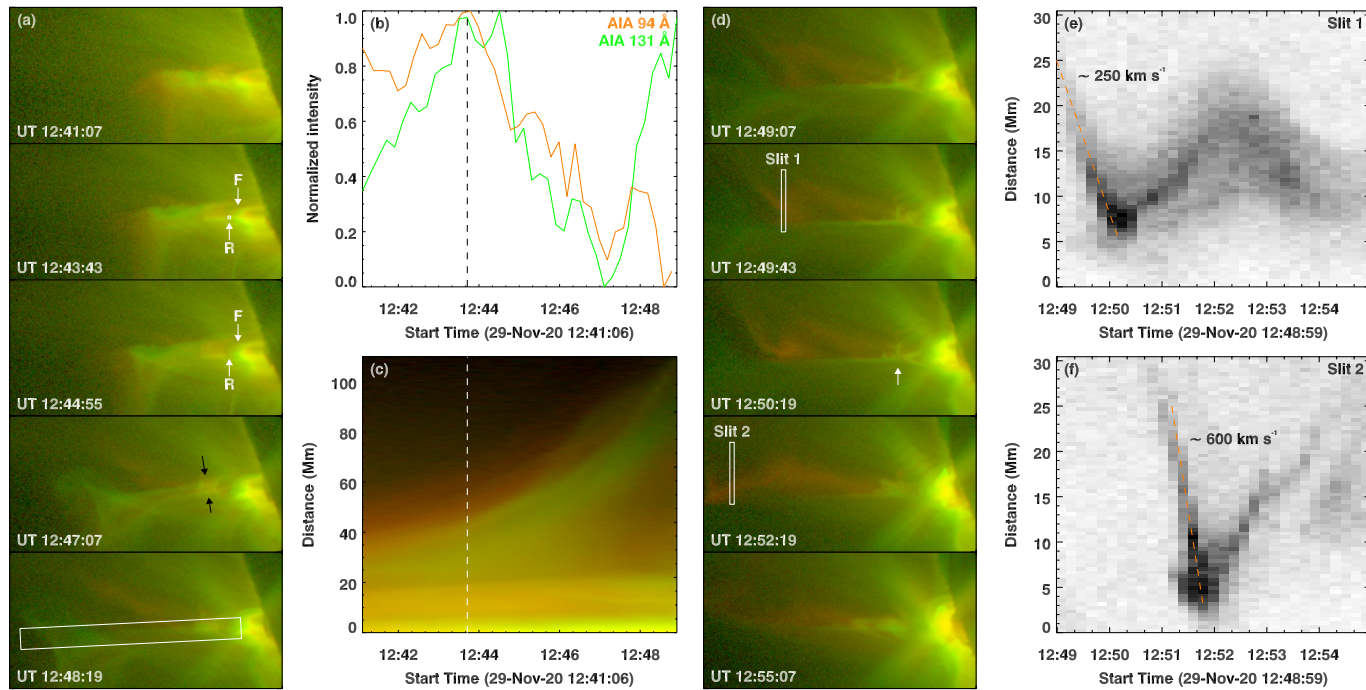 (a)
UT 12:41:07
F
R
UT 12:43:43
F
R
UT 12:44:55
UT 12:47:07
UT 12:48:19
(b)
AIA 94 Å
AIA 131 Å
Normalized intensity
1.0
0.8
0.6
0.4
0.2
0.0
12:42 12:44 12:46 12:48
Start Time (29-Nov-20 12:41:06)
(c)
Distance (Mm)
100
80
60
40
20
0
12:42 12:44 12:46 12:48
Start Time (29-Nov-20 12:41:06)
(d)
UT 12:49:07
Slit 1
UT 12:49:43
UT 12:50:19
Slit 2
UT 12:52:19
UT 12:55:07
(e)
Slit 1
~ 250 km s⁻¹
Distance (Mm)
30
25
20
15
10
5
0
12:49 12:50 12:51 12:52 12:53 12:54
Start Time (29-Nov-20 12:48:59)
(f)
Slit 2
~ 600 km s⁻¹
Distance (Mm)
30
25
20
15
10
5
0
12:49 12:50 12:51 12:52 12:53 12:54
Start Time (29-Nov-20 12:48:59)